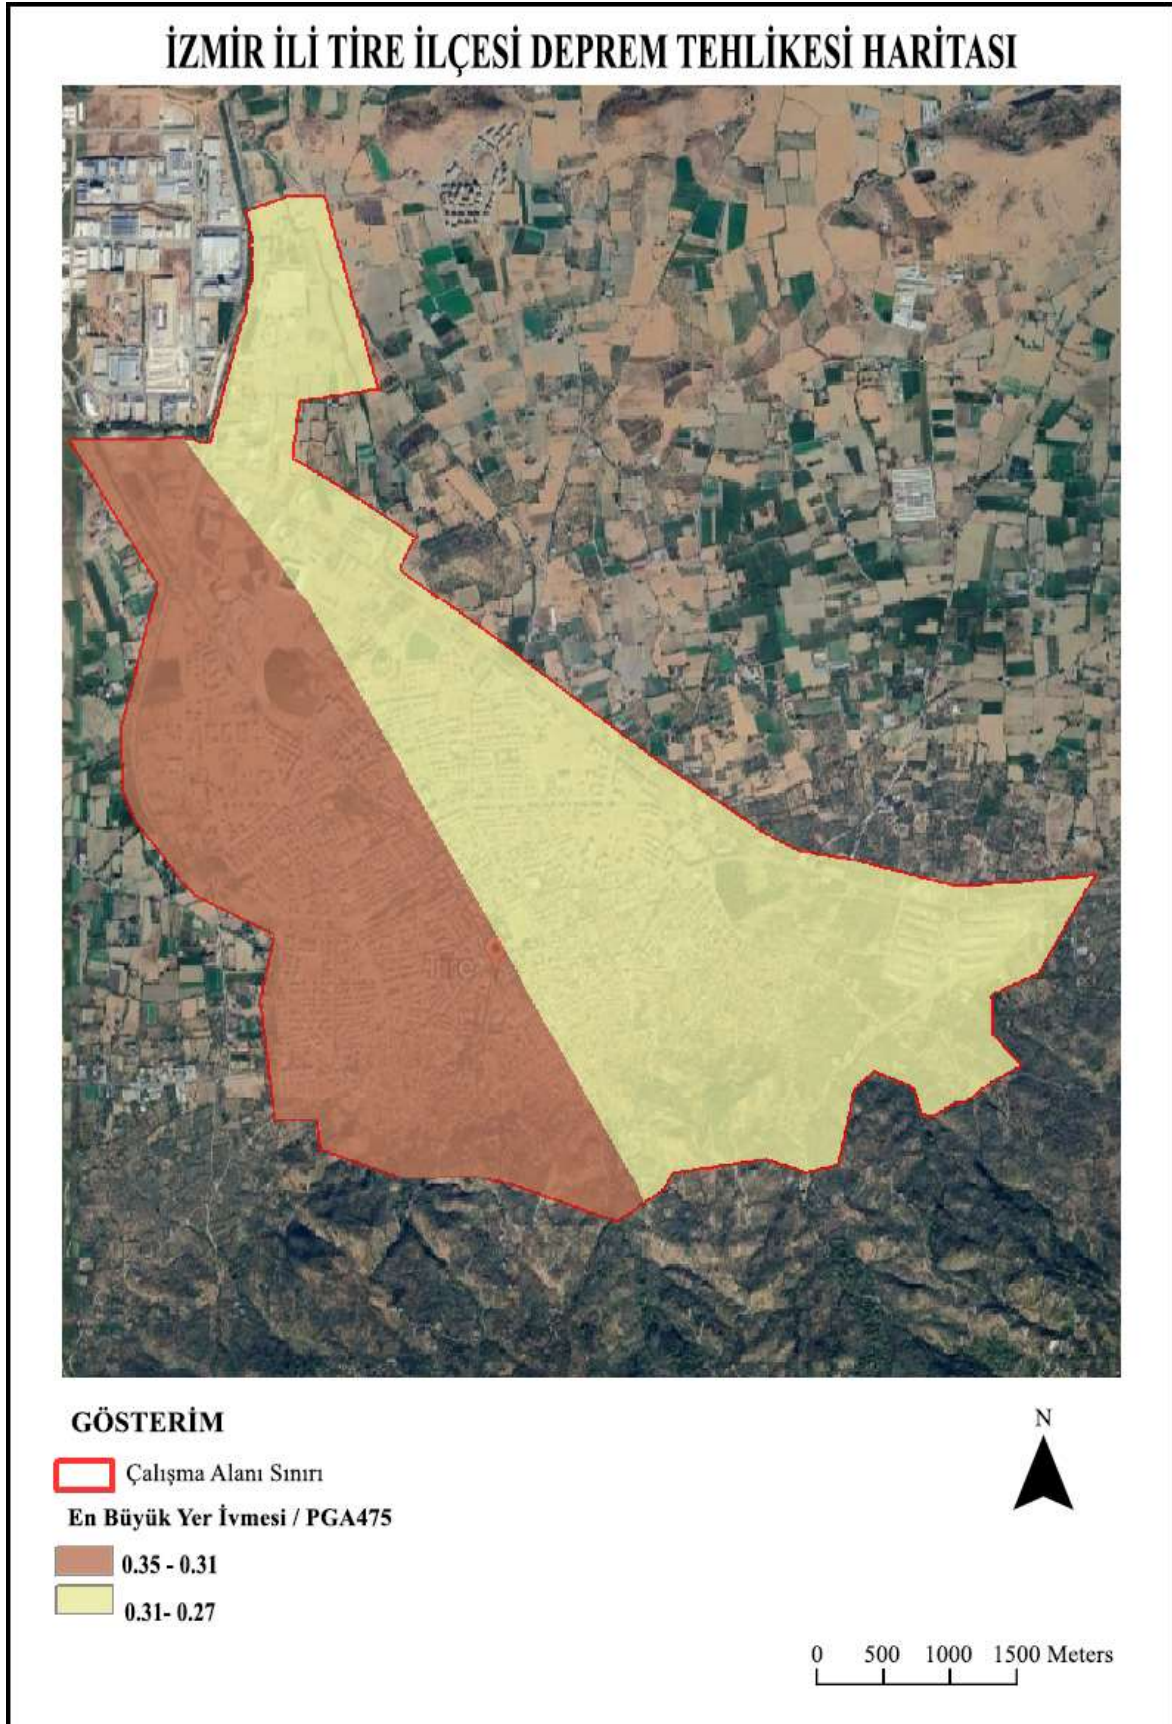 İZMİR İLİ TİRE İLÇESİ DEPREM TEHLİKESİ HARİTASI
GÖSTERİM
N
Çalışma Alanı Sınırı
En Büyük Yer İvmesi / PGA475
0.35 - 0.31
0.31- 0.27
0 500 1000 1500 Meters